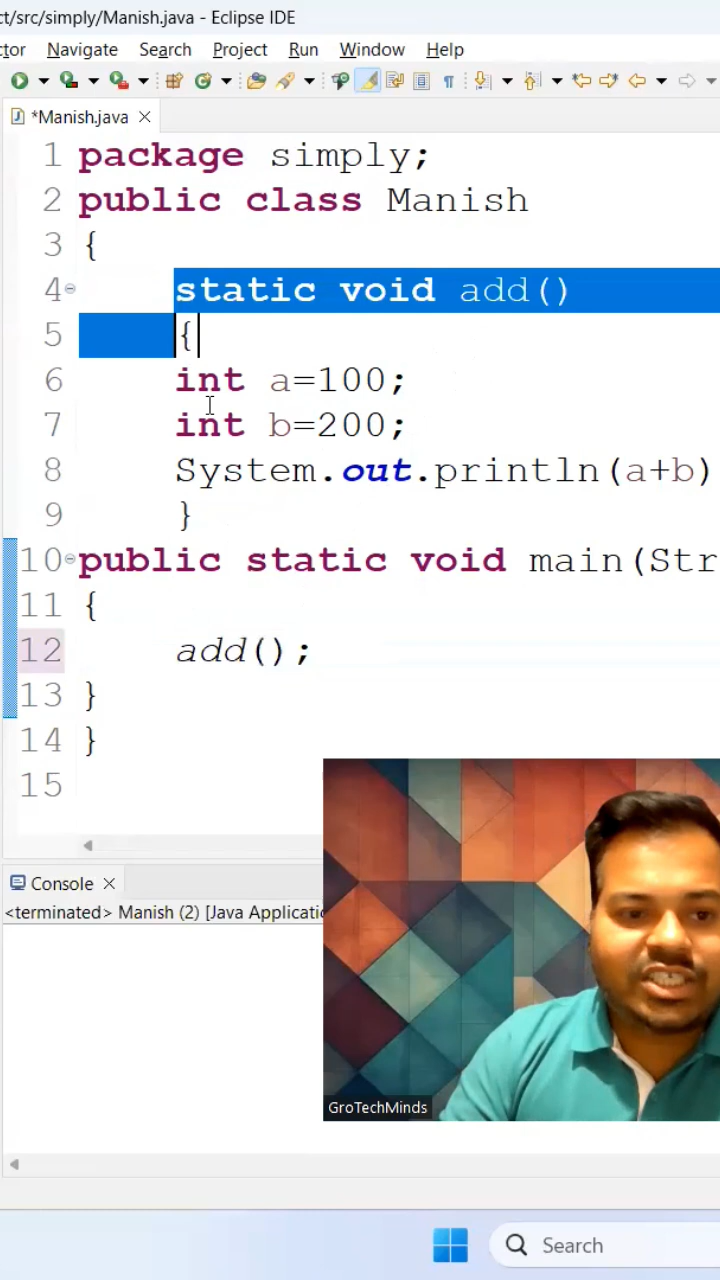 ct/src/simply/Manish.java - Eclipse IDE
ctor Navigate Search Project Run Window Help
*Manish.java
1 package simply;
2 public class Manish
3 {
4 static void add()
5 {
6 int a=100;
7 int b=200;
8 System.out.println(a+b)
9 }
10 public static void main(Str
11 {
12 add();
13 }
14 }
15
Console
<terminated> Manish (2) [Java Applicatio
GroTechMinds
Search